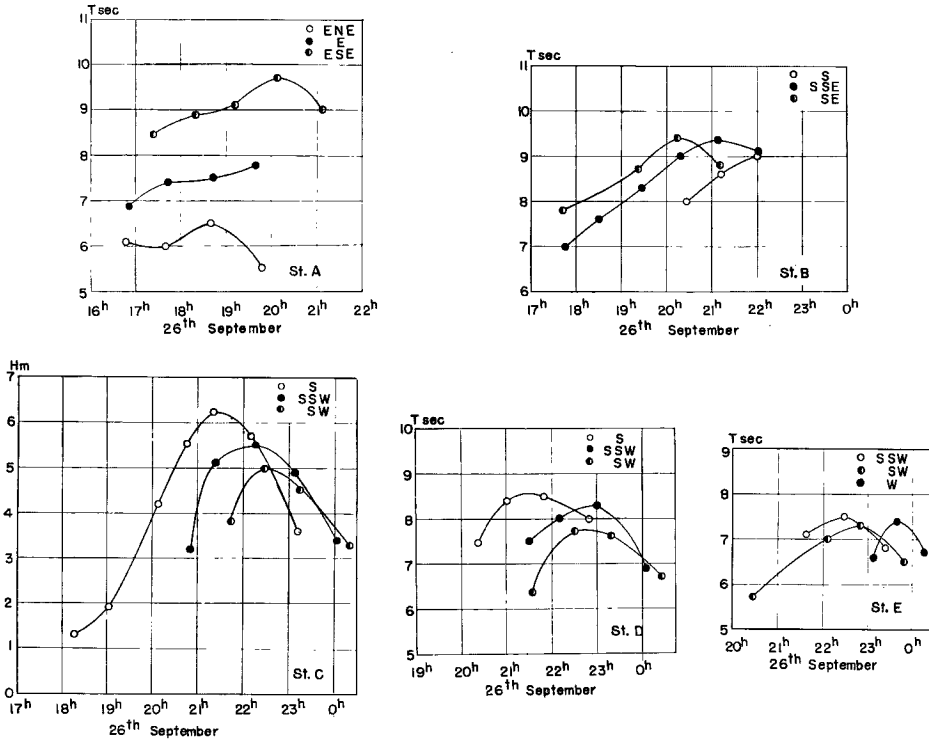 T sec
11
10
9
8
7
6
5
ENE
E
ESE
St. A
16h 17h 18h 19h 20h 21h 22h
26th September
T sec
10
9
8
7
6
S
SSE
SE
St. B
17h 18h 19h 20h 21h 22h 23h 0h
26th September
Hm
7
6
5
4
3
2
1
0
S
SSW
SW
St. C
17h 18h 19h 20h 21h 22h 23h 0h
26th September
T sec
10
9
8
7
6
5
S
SSW
SW
St. D
19h 20h 21h 22h 23h 0h
26th September
T sec
9
8
7
6
5
SSW
SW
W
St. E
20h 21h 22h 23h 0h
26th September